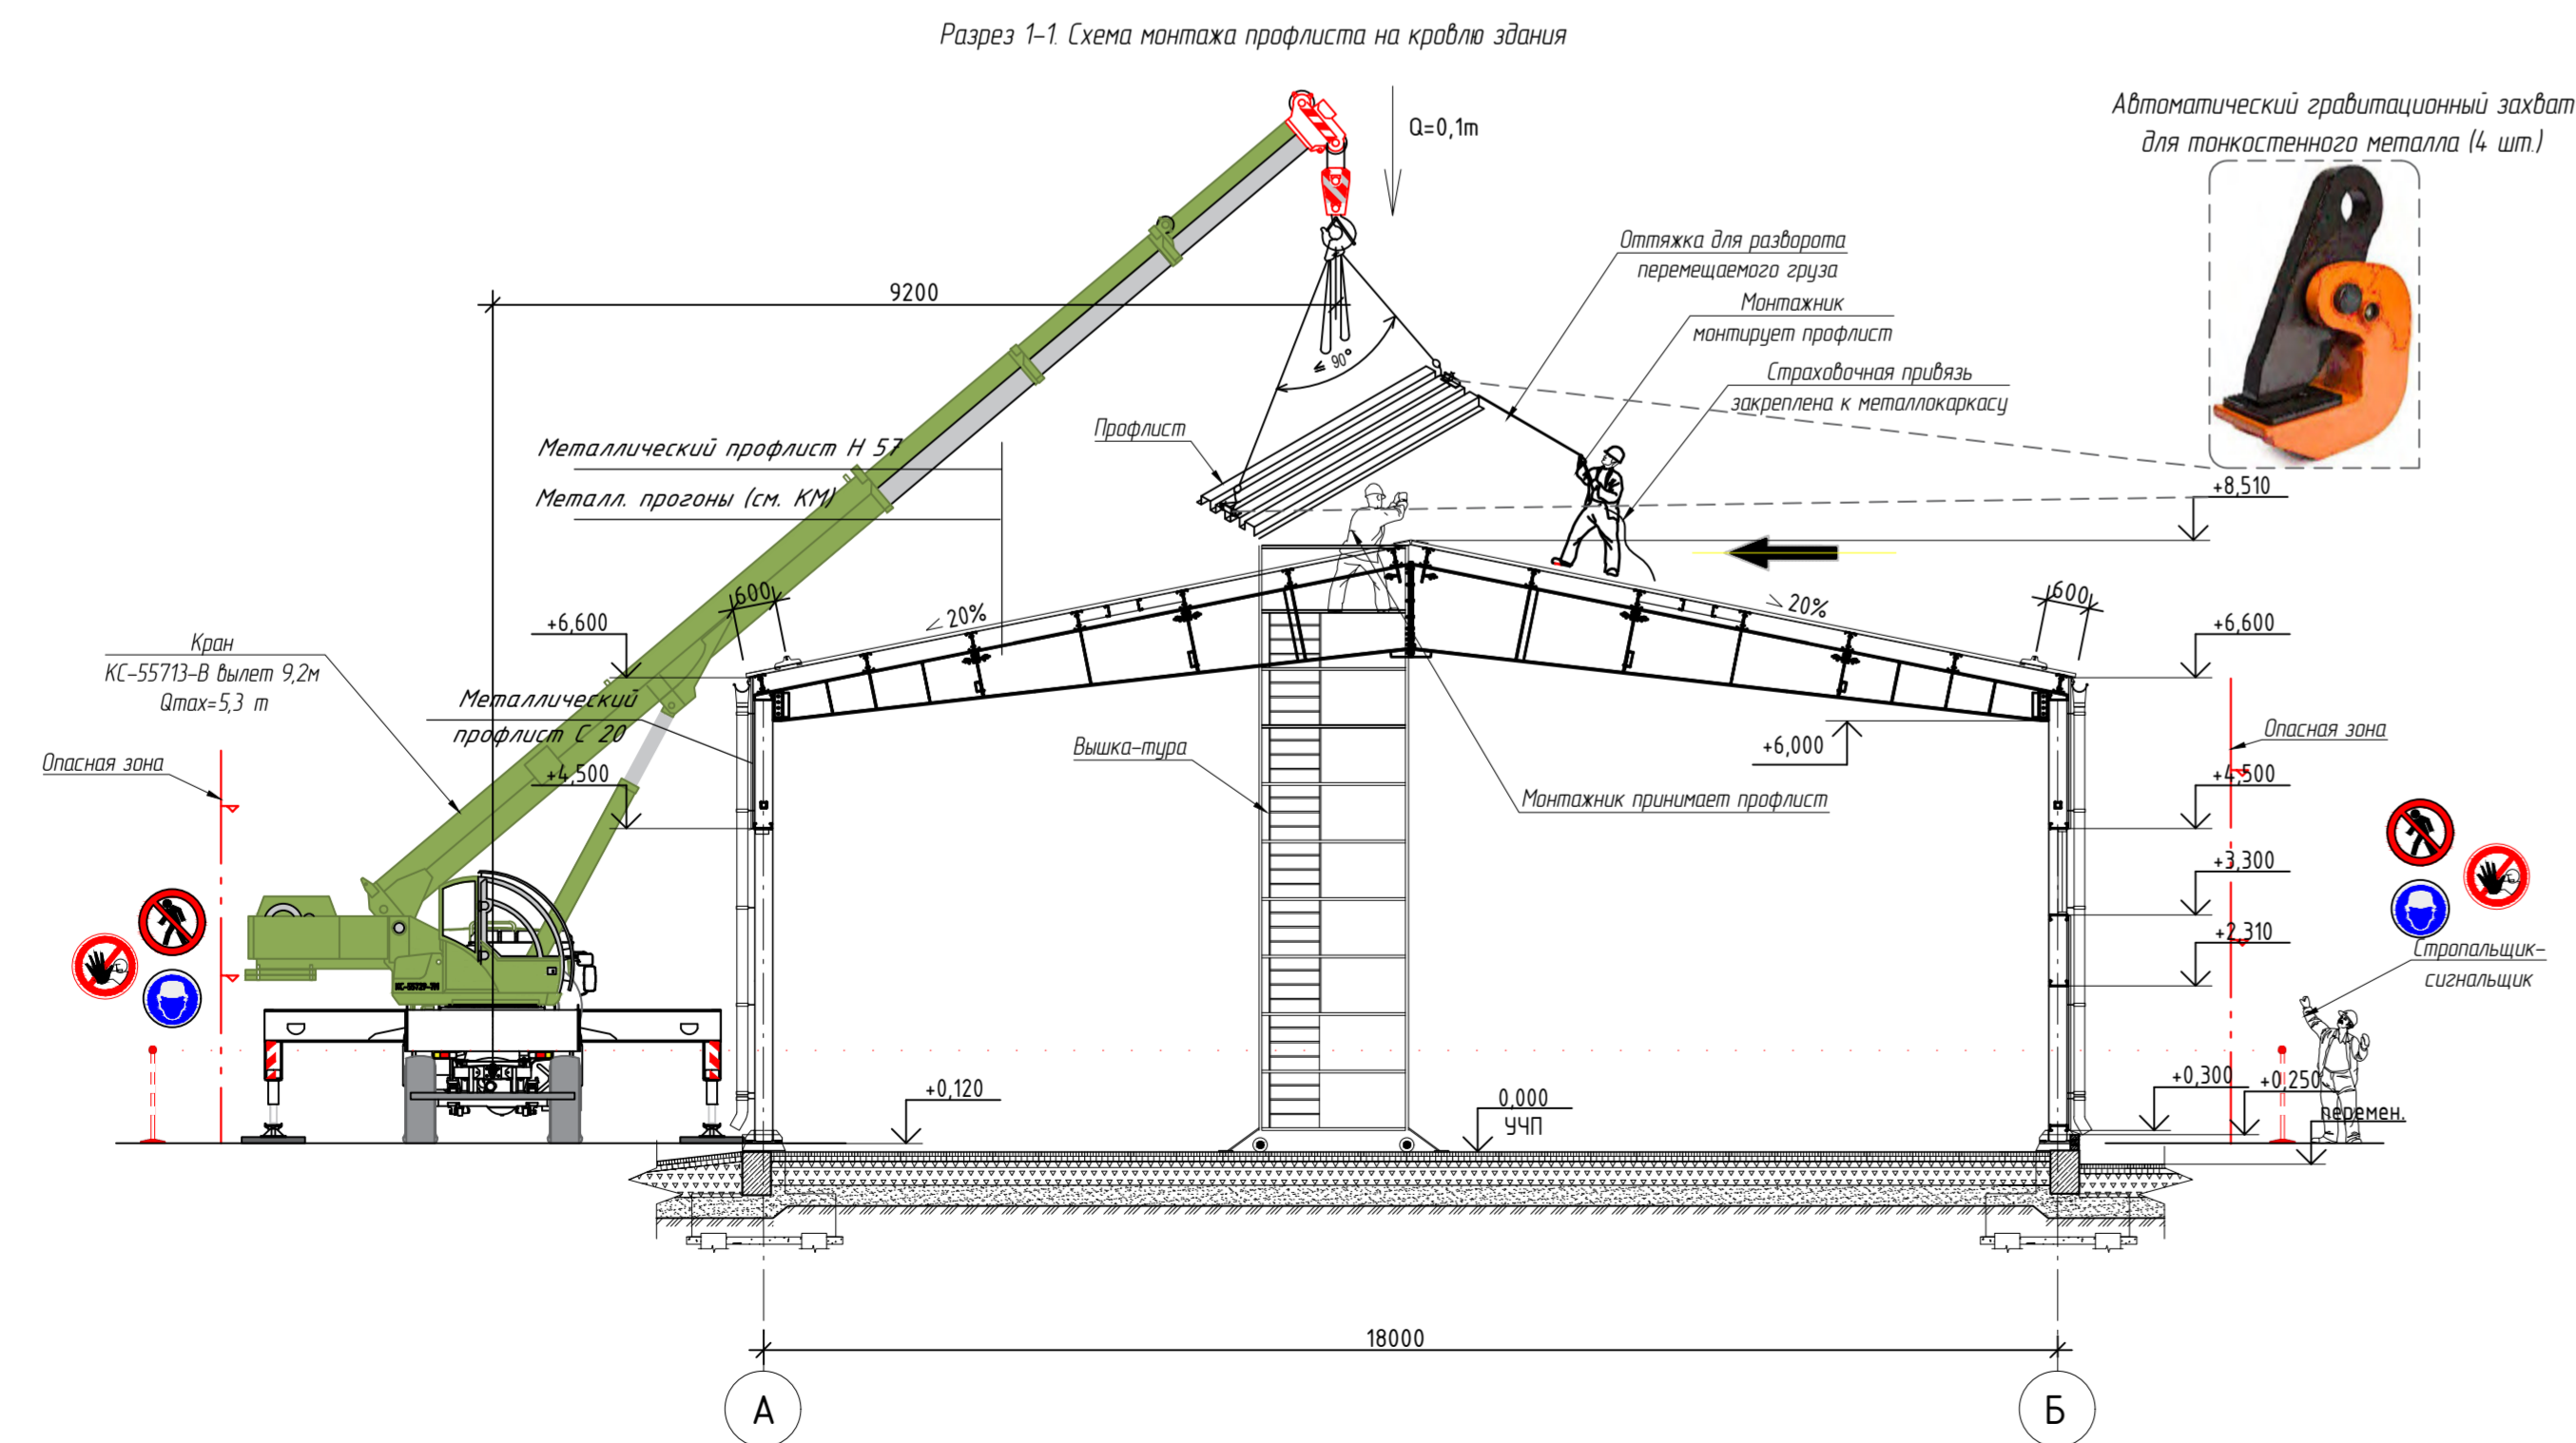 Разрез 1-1. Схема монтажа профлиста на кровлю здания
Q=0,1т
Автоматический гравитационный захват
для тонкостенного металла (4 шт.)
Оттяжка для разворота
перемещаемого груза
9200
Монтажник
монтирует профлист
≤ 90°
Страховочная привязь
закреплена к металлокаркасу
Профлист
Металлический профлист Н 57
Металл. прогоны (см. КМ)
+8,510
600
< 20%
> 20%
600
+6,600
+6,600
Кран
КС-55713-В вылет 9,2м
Qmax=5,3 т
Металлический
профлист С 20
Опасная зона
+4,500
Вышка-тура
+6,000
Опасная зона
+4,500
Монтажник принимает профлист
+3,300
+2,310
Стропальщик-
сигнальщик
+0,120
0,000
УЧП
+0,300
+0,250
перемен.
18000
А
Б